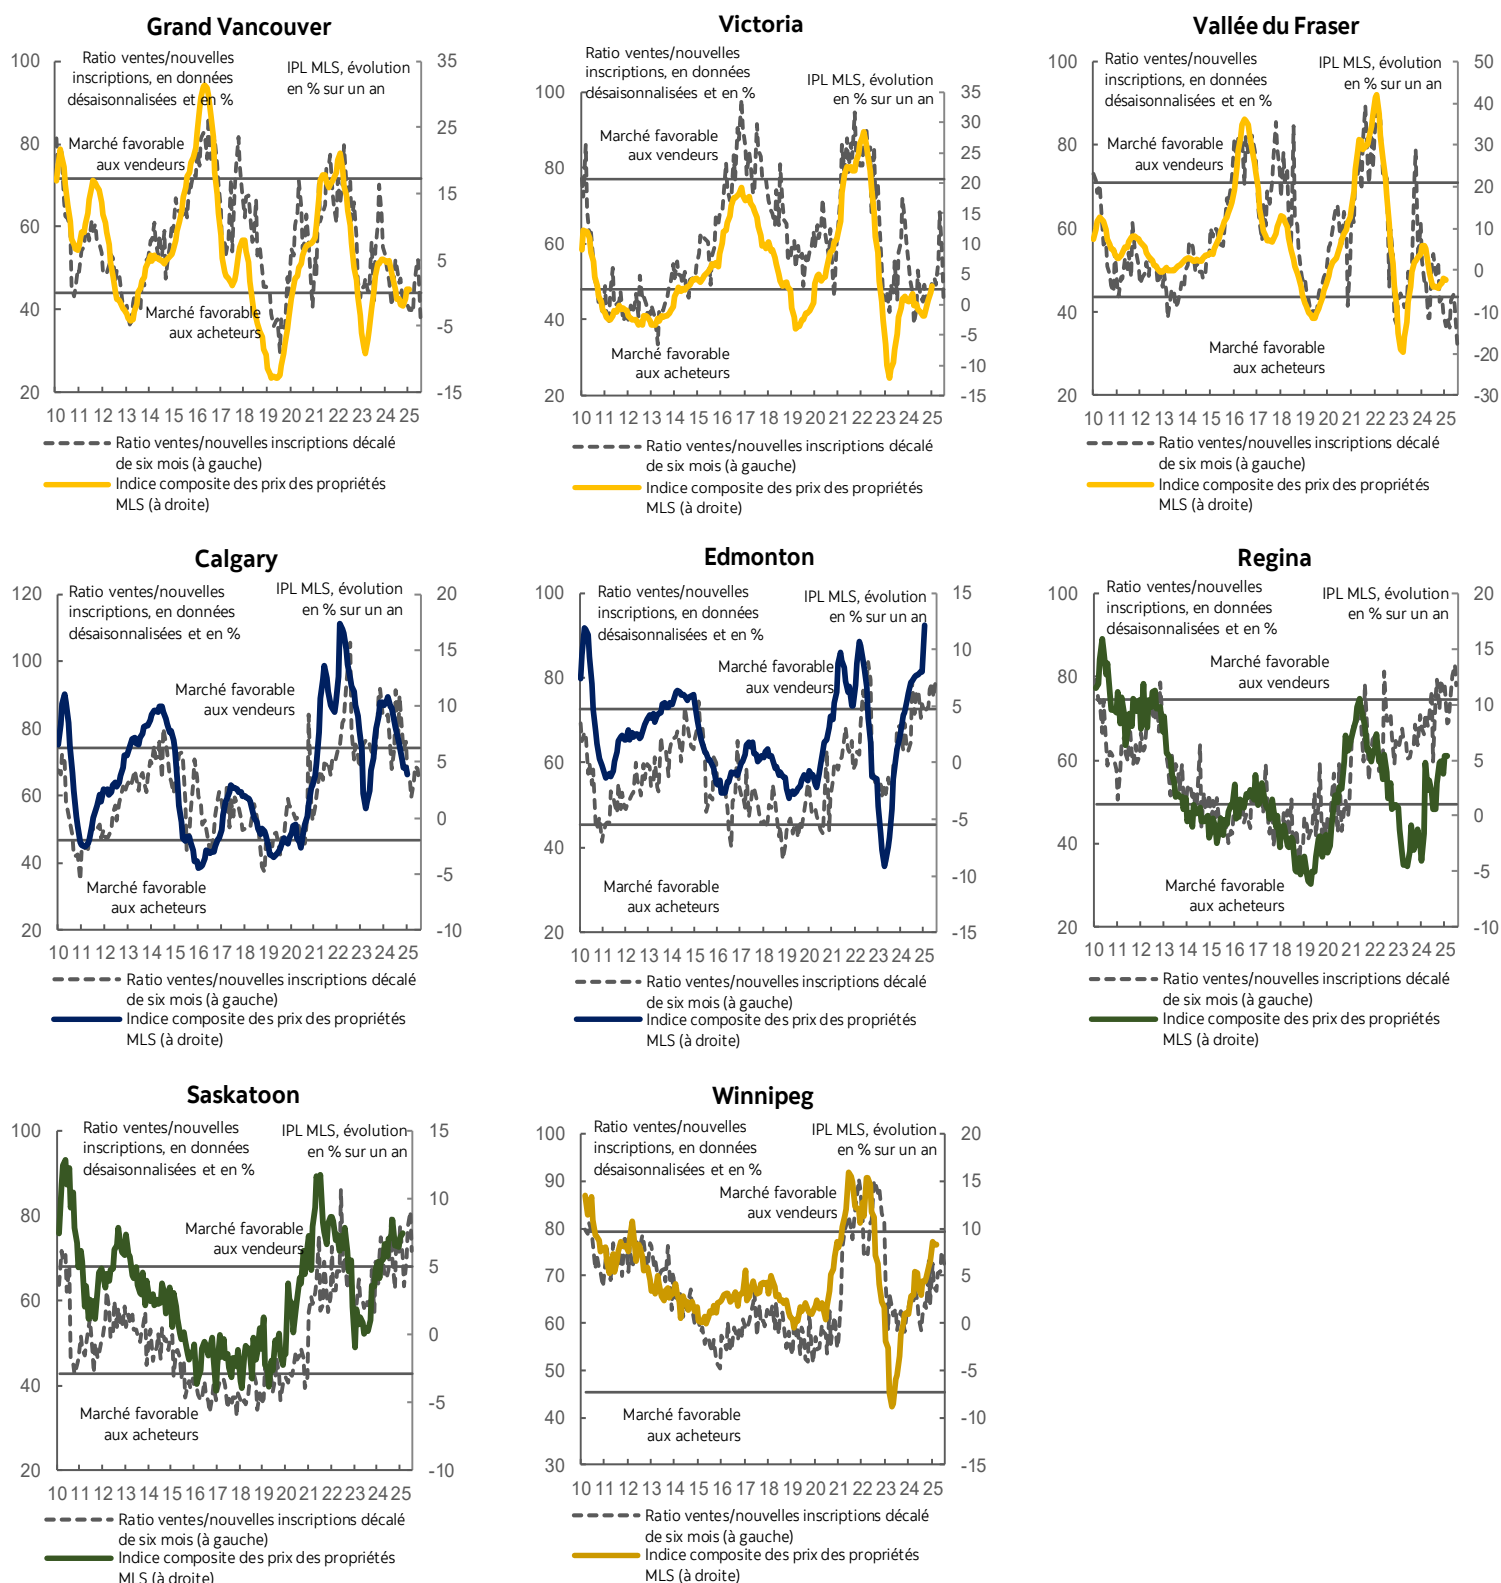 Grand Vancouver
Ratio ventes/nouvelles
inscriptions, en données
désaisonnalisées et en %
IPL MLS, évolution
en % sur un an
Marché favorable
aux vendeurs
Marché favorable
aux acheteurs
100
80
60
40
20
35
25
15
5
-5
-15
10 11 12 13 14 15 16 17 18 19 20 21 22 23 24 25
Ratio ventes/nouvelles inscriptions décalé
de six mois (à gauche)
Indice composite des prix des propriétés
MLS (à droite)
Victoria
Ratio ventes/nouvelles
inscriptions, en données
désaisonnalisées et en %
IPL MLS, évolution
en % sur un an
Marché favorable
aux vendeurs
Marché favorable
aux acheteurs
100
80
60
40
20
35
30
25
20
15
10
5
0
-5
-10
-15
10 11 12 13 14 15 16 17 18 19 20 21 22 23 24 25
Ratio ventes/nouvelles inscriptions décalé
de six mois (à gauche)
Indice composite des prix des propriétés
MLS (à droite)
Vallée du Fraser
Ratio ventes/nouvelles
inscriptions, en données
désaisonnalisées et en %
IPL MLS, évolution
en % sur un an
Marché favorable
aux vendeurs
Marché favorable
aux acheteurs
100
80
60
40
20
50
40
30
20
10
0
-10
-20
-30
10 11 12 13 14 15 16 17 18 19 20 21 22 23 24 25
Ratio ventes/nouvelles inscriptions décalé
de six mois (à gauche)
Indice composite des prix des propriétés
MLS (à droite)
Calgary
Ratio ventes/nouvelles
inscriptions, en données
désaisonnalisées et en %
IPL MLS, évolution
en % sur un an
Marché favorable
aux vendeurs
Marché favorable
aux acheteurs
120
100
80
60
40
20
20
15
10
5
0
-5
-10
10 11 12 13 14 15 16 17 18 19 20 21 22 23 24 25
Ratio ventes/nouvelles inscriptions décalé
de six mois (à gauche)
Indice composite des prix des propriétés
MLS (à droite)
Edmonton
Ratio ventes/nouvelles
inscriptions, en données
désaisonnalisées et en %
IPL MLS, évolution
en % sur un an
Marché favorable
aux vendeurs
Marché favorable
aux acheteurs
100
80
60
40
20
15
10
5
0
-5
-10
-15
10 11 12 13 14 15 16 17 18 19 20 21 22 23 24 25
Ratio ventes/nouvelles inscriptions décalé
de six mois (à gauche)
Indice composite des prix des propriétés
MLS (à droite)
Regina
Ratio ventes/nouvelles
inscriptions, en données
désaisonnalisées et en %
IPL MLS, évolution
en % sur un an
Marché favorable
aux vendeurs
Marché favorable
aux acheteurs
100
80
60
40
20
20
15
10
5
0
-5
-10
10 11 12 13 14 15 16 17 18 19 20 21 22 23 24 25
Ratio ventes/nouvelles inscriptions décalé
de six mois (à gauche)
Indice composite des prix des propriétés
MLS (à droite)
Saskatoon
Ratio ventes/nouvelles
inscriptions, en données
désaisonnalisées et en %
IPL MLS, évolution
en % sur un an
Marché favorable
aux vendeurs
Marché favorable
aux acheteurs
100
80
60
40
20
15
10
5
0
-5
-10
10 11 12 13 14 15 16 17 18 19 20 21 22 23 24 25
Ratio ventes/nouvelles inscriptions décalé
de six mois (à gauche)
Indice composite des prix des propriétés
MLS (à droite)
Winnipeg
Ratio ventes/nouvelles
inscriptions, en données
désaisonnalisées et en %
IPL MLS, évolution
en % sur un an
Marché favorable
aux vendeurs
Marché favorable
aux acheteurs
100
90
80
70
60
50
40
30
20
15
10
5
0
-5
-10
-15
10 11 12 13 14 15 16 17 18 19 20 21 22 23 24 25
Ratio ventes/nouvelles inscriptions décalé
de six mois (à gauche)
Indice composite des prix des propriétés
MLS (à droite)